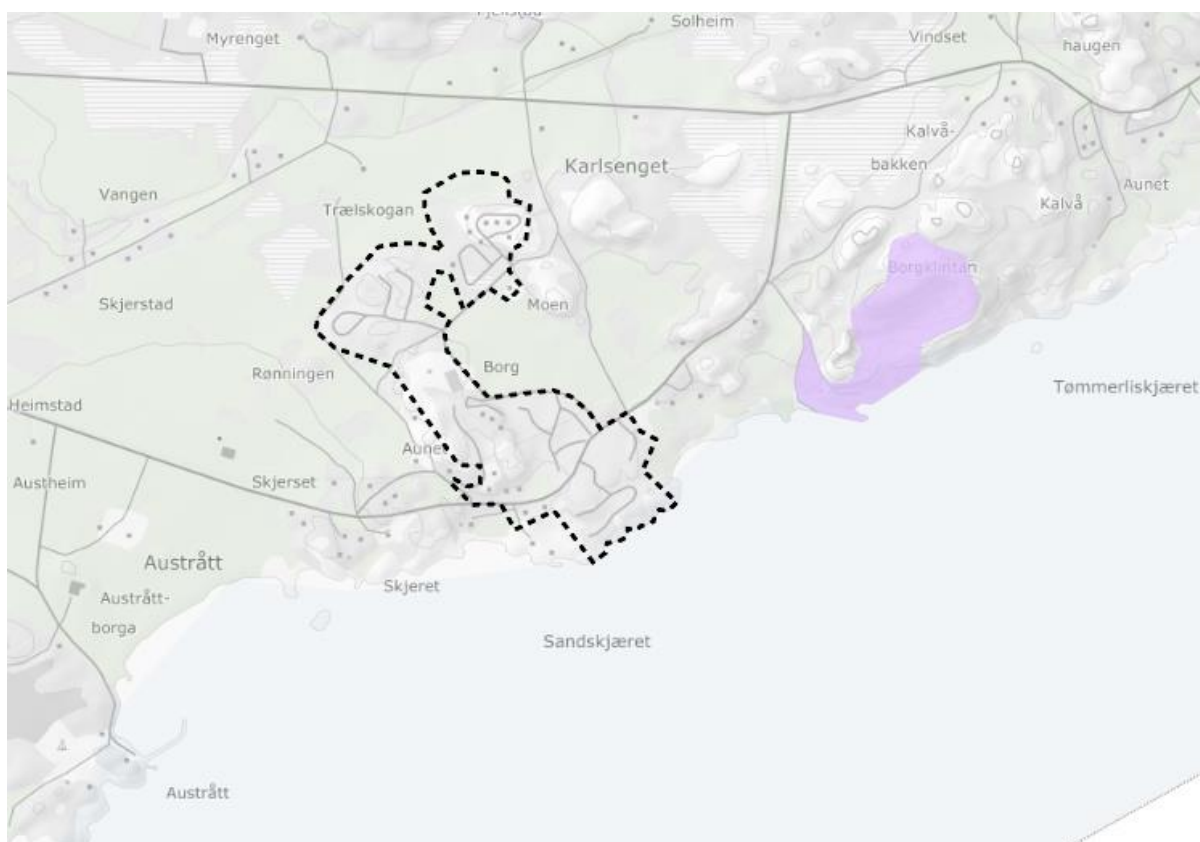 Solheim
Myrenget
Vindset
haugen
Kalvå-
bakken
Karlsenget
Vangen
Aunet
Trælskogan
Kalvå
Borgklintan
Skjerstad
Moen
Rønningen
Borg
Tømmerliskjæret
Heimstad
Aunet
Austheim
Skjerset
Austrått
Skjeret
Austrått-
borga
Sandskjæret
Austrått